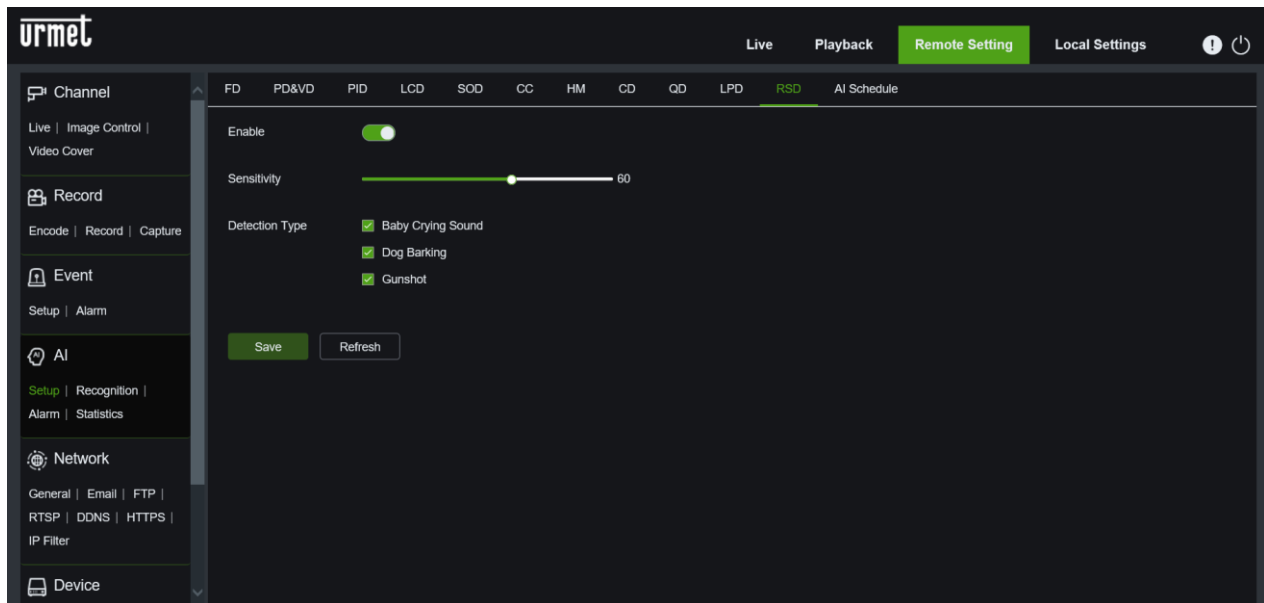 urmet
Live Playback Remote Setting Local Settings
Channel
Live | Image Control |
Video Cover
Record
Encode | Record | Capture
Event
Setup | Alarm
AI
Setup | Recognition |
Alarm | Statistics
Network
General | Email | FTP |
RTSP | DDNS | HTTPS |
IP Filter
Device
FD PD&VD PID LCD SOD CC HM CD QD LPD RSD AI Schedule
Enable
Sensitivity 60
Detection Type Baby Crying Sound
Dog Barking
Gunshot
Save Refresh